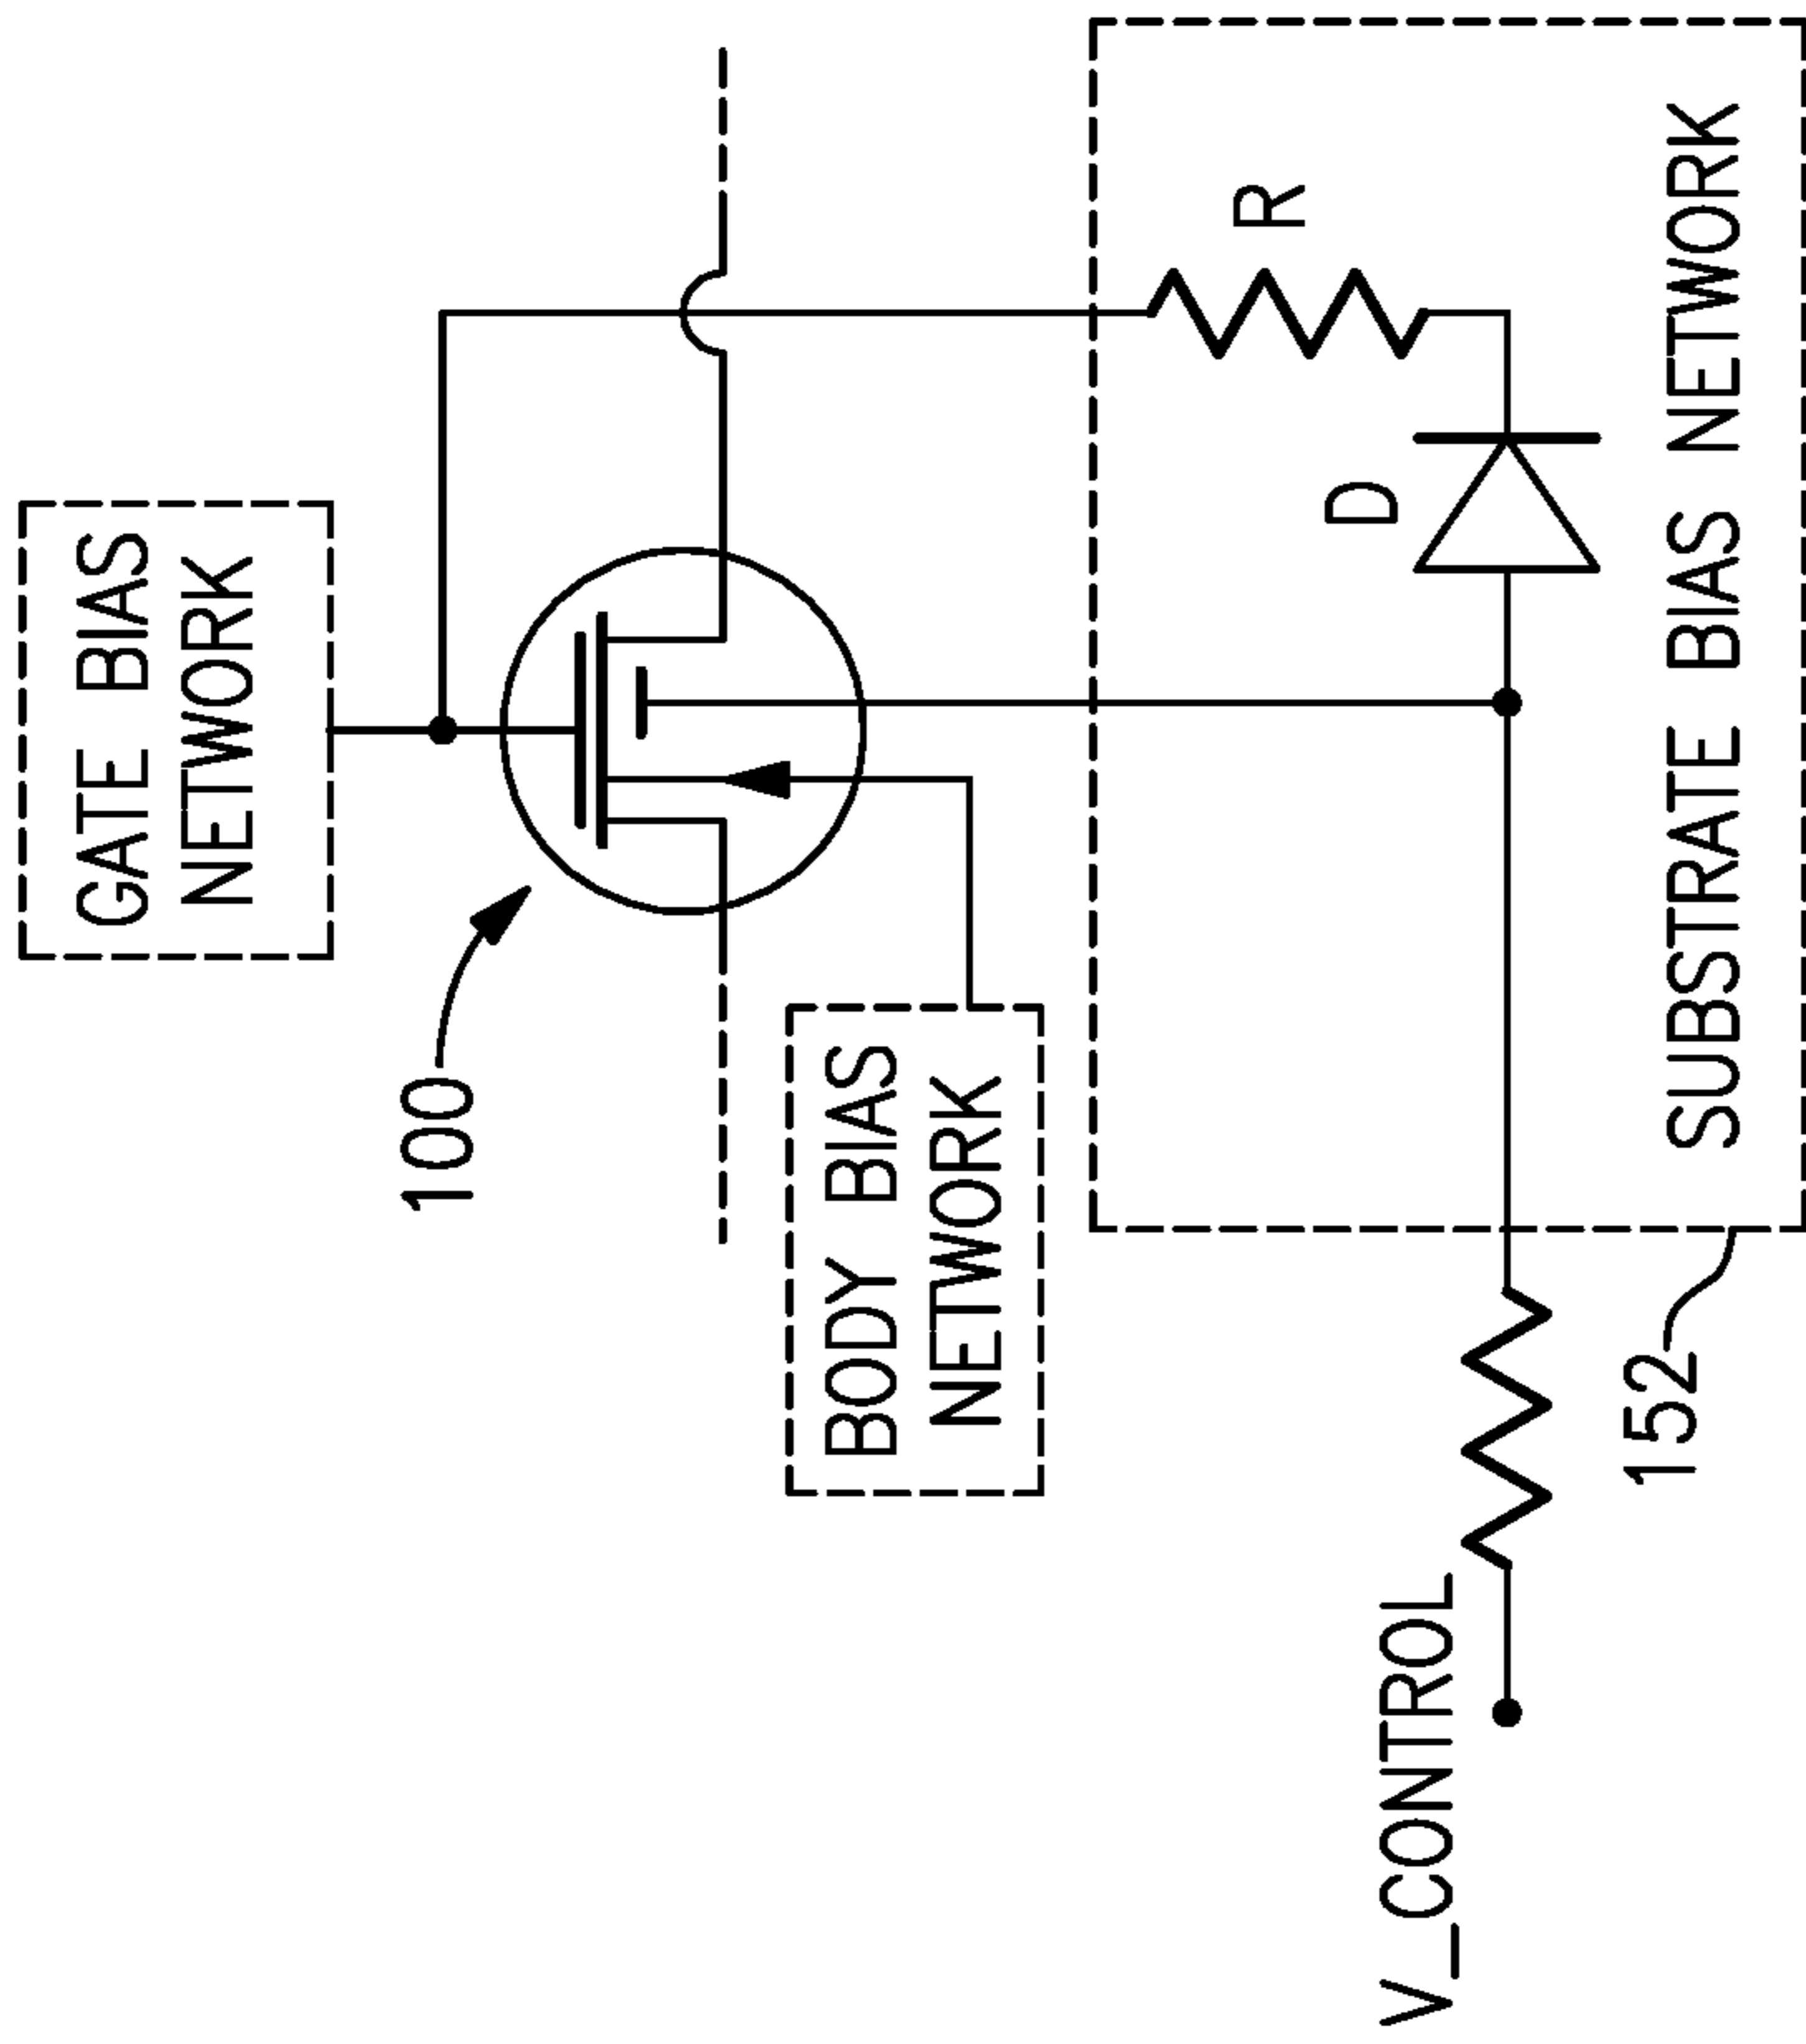 GATE BIAS
NETWORK
100
BODY BIAS
NETWORK
R
D
V_CONTROL
152
SUBSTRATE BIAS NETWORK